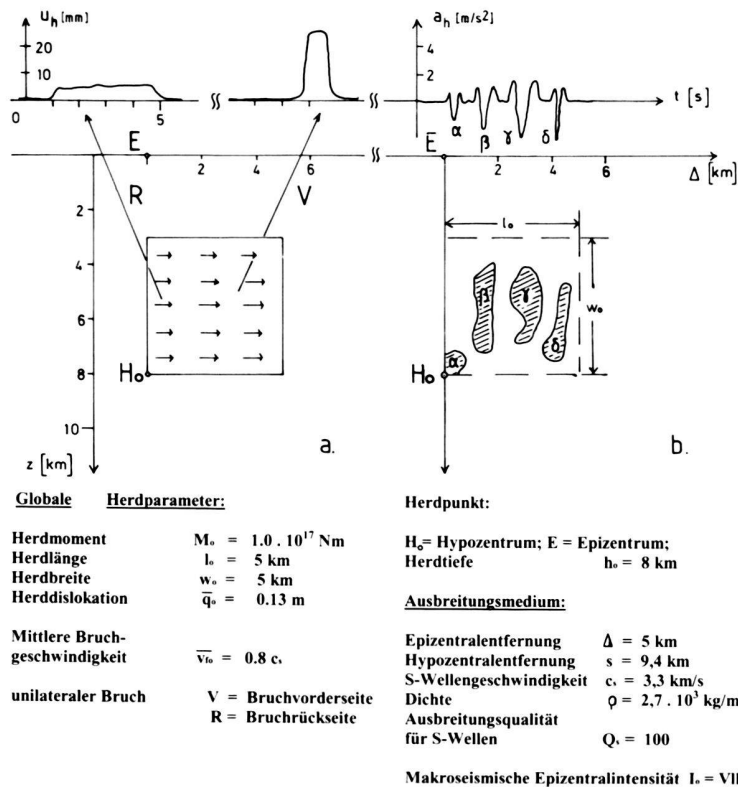 u_h [mm]
20
10
0
5
a_h [m/s2]
4
2
t [s]
α
β
γ
δ
E
2
4
6
E
2
4
6
Δ [km]
R
V
2
4
6
8
10
z [km]
H₀
a.
l₀
w₀
β
γ
α
δ
H₀
b.
Globale Herdparameter:
Herdmoment M₀ = 1.0 . 10¹⁷ Nm
Herdlänge l₀ = 5 km
Herdbreite w₀ = 5 km
Herddislokation q̅₀ = 0.13 m
Mittlere Bruch-
geschwindigkeit v̅f₀ = 0.8 cₛ
unilateraler Bruch V = Bruchvorderseite
R = Bruchrückseite
Herdpunkt:
H₀= Hypozentrum; E = Epizentrum;
Herdtiefe h₀ = 8 km
Ausbreitungsmedium:
Epizentralentfernung Δ = 5 km
Hypozentralentfernung s = 9,4 km
S-Wellengeschwindigkeit cₛ = 3,3 km/s
Dichte ρ = 2,7 . 10³ kg/m
Ausbreitungsqualität
für S-Wellen Qₛ = 100
Makroseismische Epizentralintensität I₀ =